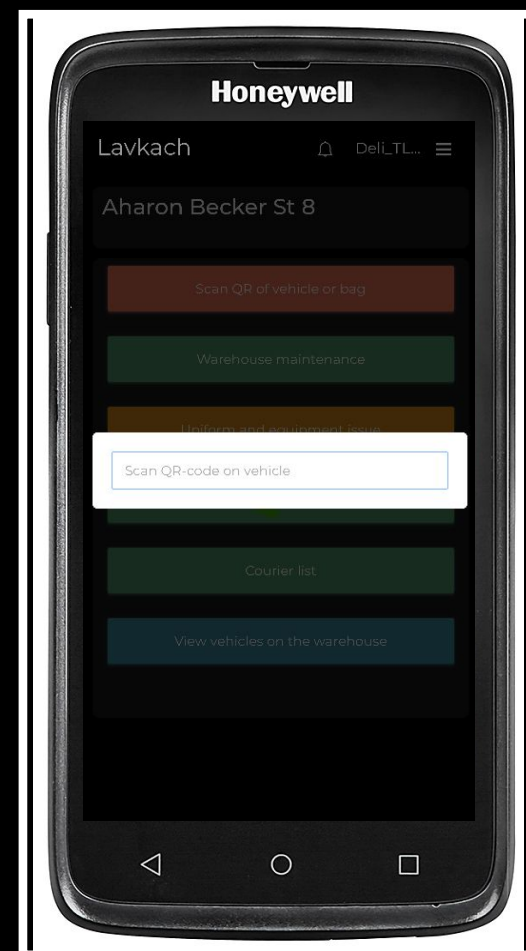 Honeywell
Lavkach Deli_TL...
Aharon Becker St 8
Scan QR of vehicle or bag
Warehouse maintenance
Uniform and equipment issue
Scan QR-code on vehicle
Courier list
View vehicles on the warehouse